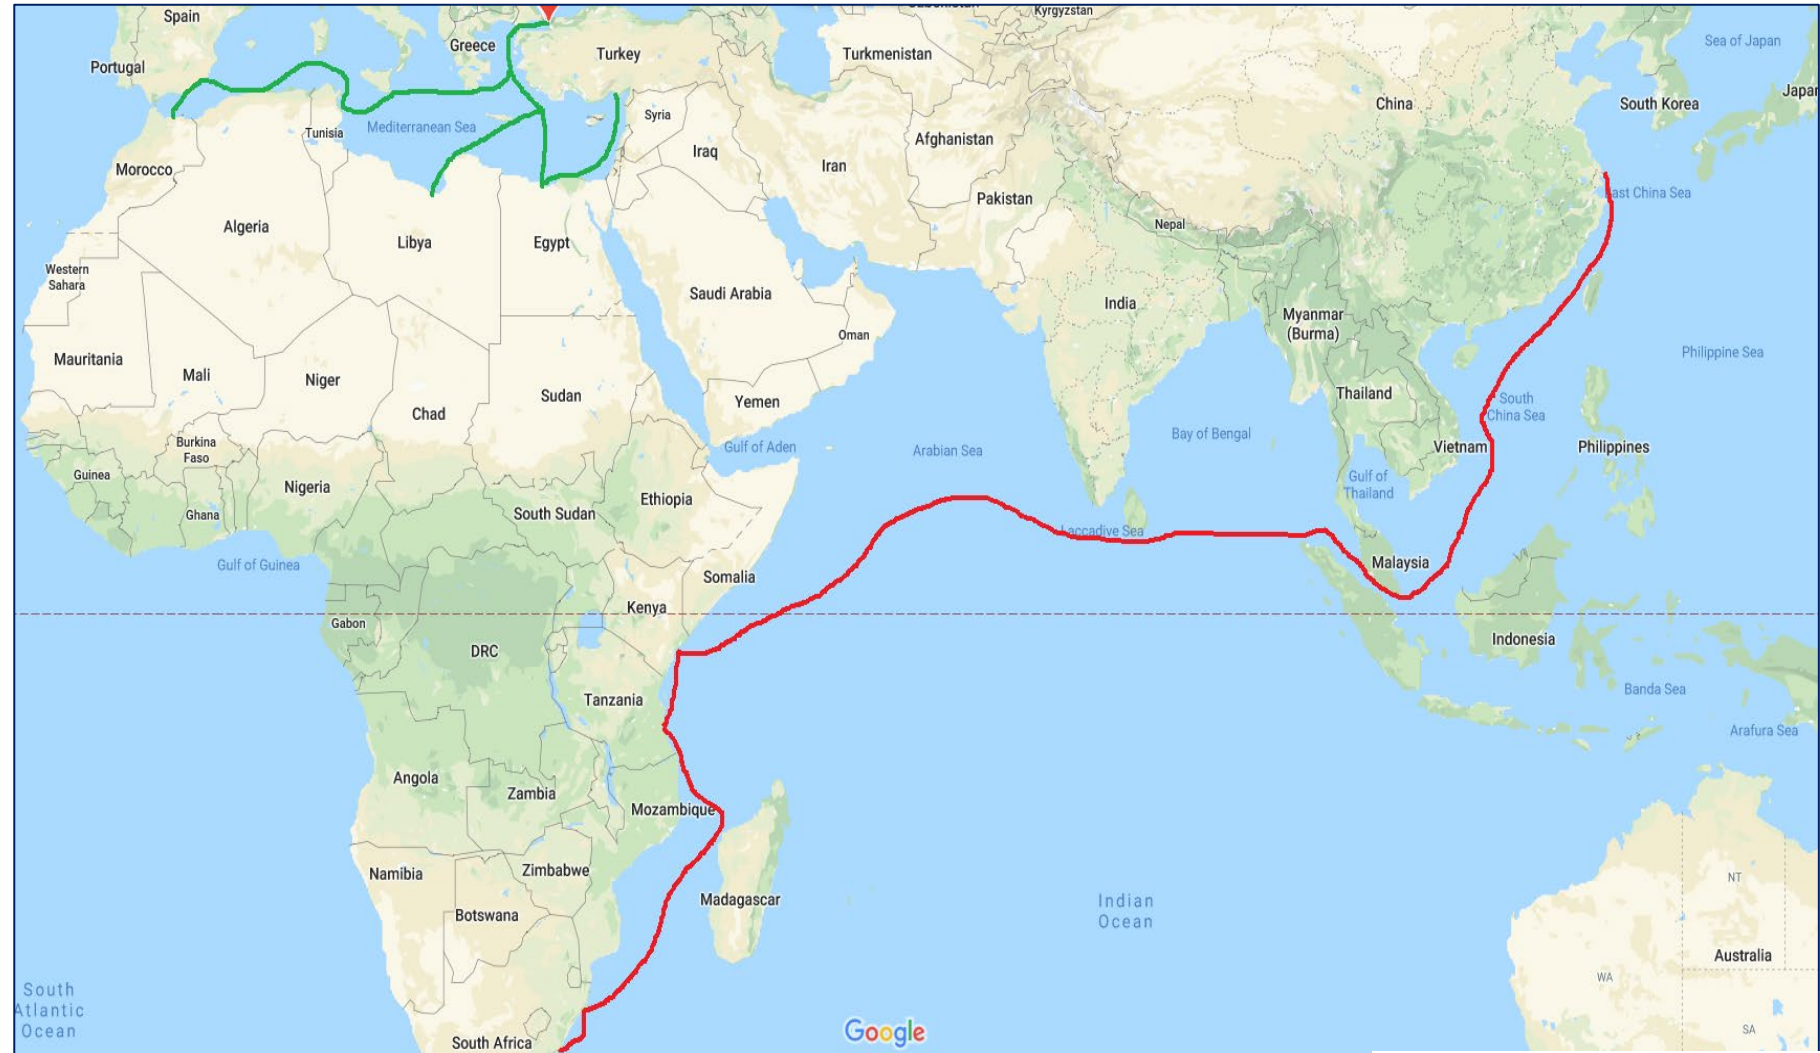 Kyrgyzstan
Spain
Sea of Japan
Greece
Turkey
Turkmenistan
Portugal
China
South Korea
Syria
Mediterranean Sea
Tunisia
Afghanistan
Iraq
Iran
Morocco
Pakistan
East China Sea
Nepal
Algeria
Libya
Egypt
Western
Sahara
Saudi Arabia
India
Myanmar
(Burma)
Oman
Mauritania
Philippine Sea
Mali
Niger
Sudan
Thailand
South
China Sea
Yemen
Chad
Bay of Bengal
Burkina
Faso
Gulf of Aden
Arabian Sea
Vietnam
Philippines
Guinea
Nigeria
Gulf of
Thailand
Ethiopia
Ghana
South Sudan
Laccadive Sea
Gulf of Guinea
Malaysia
Somalia
Kenya
Gabon
Indonesia
DRC
Banda Sea
Tanzania
Arafura Sea
Angola
Zambia
Mozambique
Zimbabwe
Namibia
NT
Madagascar
Indian
Ocean
Botswana
Australia
WA
South
Atlantic
Ocean
SA
Google
South Africa